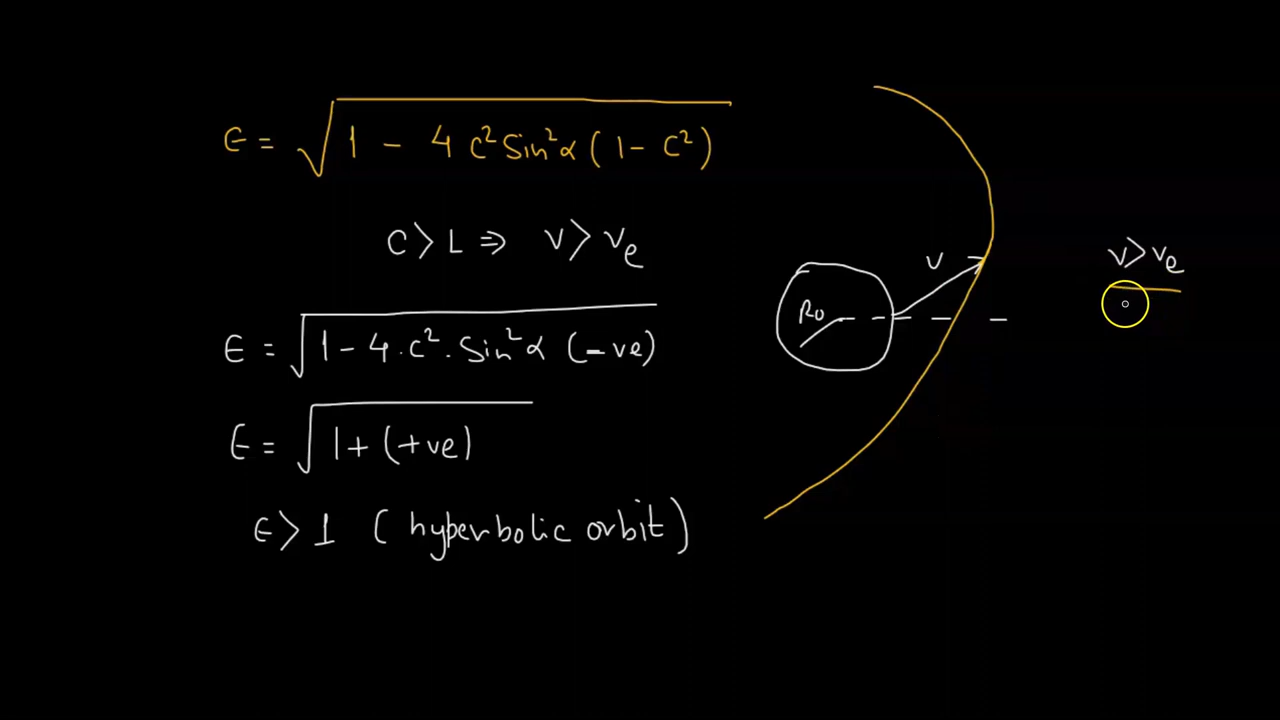 ε = √1 - 4 c² Sin²α (1 - c²)
C > 1 ⇒ v > ve
ε = √1 - 4 . c² . Sin²α (-ve)
ε = √1 + (+ve)
ε > 1 (hyperbolic orbit)
v
R₀
v > ve